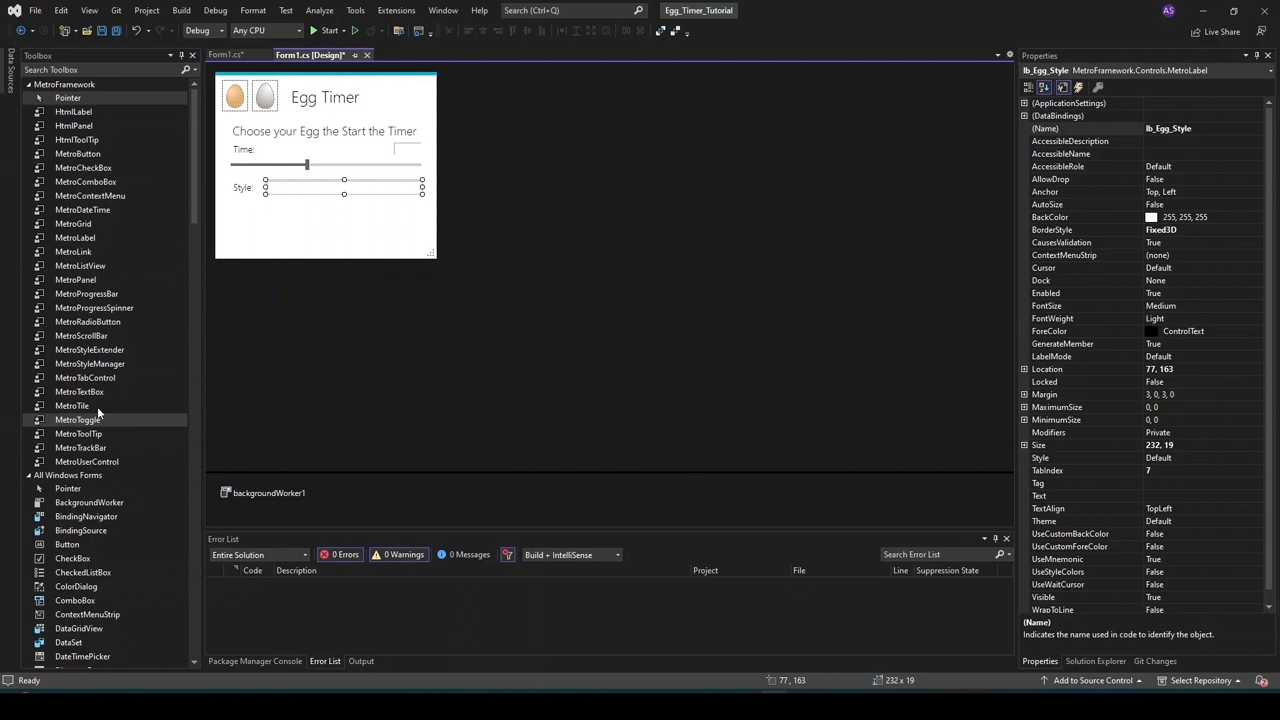 File Edit View Git Project Build Debug Format Test Analyze Tools Extensions Window Help Search (Ctrl+Q) Egg_Timer_Tutorial AS
Debug Any CPU Start Live Share
Data Sources
Toolbox
Search Toolbox
MetroFramework
Pointer
HtmlLabel
HtmlPanel
HtmlToolTip
MetroButton
MetroCheckBox
MetroComboBox
MetroContextMenu
MetroDateTime
MetroGrid
MetroLabel
MetroLink
MetroListView
MetroPanel
MetroProgressBar
MetroProgressSpinner
MetroRadioButton
MetroScrollBar
MetroStyleExtender
MetroStyleManager
MetroTabControl
MetroTextBox
MetroTile
MetroToggle
MetroToolTip
MetroTrackBar
MetroUserControl
All Windows Forms
Pointer
BackgroundWorker
BindingNavigator
BindingSource
Button
CheckBox
CheckedListBox
ColorDialog
ComboBox
ContextMenuStrip
DataGridView
DataSet
DateTimePicker
Form1.cs* Form1.cs [Design]*
Egg Timer
Choose your Egg the Start the Timer
Time:
Style:
backgroundWorker1
Error List
Entire Solution 0 Errors 0 Warnings 0 Messages Build + IntelliSense Search Error List
Code Description Project File Line Suppression State
Package Manager Console Error List Output
Properties
lb_Egg_Style MetroFramework.Controls.MetroLabel
(ApplicationSettings)
(DataBindings)
(Name) lb_Egg_Style
AccessibleDescription
AccessibleName
AccessibleRole Default
AllowDrop False
Anchor Top, Left
AutoSize False
BackColor 255, 255, 255
BorderStyle Fixed3D
CausesValidation True
ContextMenuStrip (none)
Cursor Default
Dock None
Enabled True
FontSize Medium
FontWeight Light
ForeColor ControlText
GenerateMember True
LabelMode Default
Location 77, 163
Locked False
Margin 3, 0, 3, 0
MaximumSize 0, 0
MinimumSize 0, 0
Modifiers Private
Size 232, 19
Style Default
TabIndex 7
Tag
Text
TextAlign TopLeft
Theme Default
UseCustomBackColor False
UseCustomForeColor False
UseMnemonic True
UseStyleColors False
UseWaitCursor False
Visible True
WrapToLine False
(Name)
Indicates the name used in code to identify the object.
Properties Solution Explorer Git Changes
Ready 77 , 163 232 x 19 Add to Source Control Select Repository 2